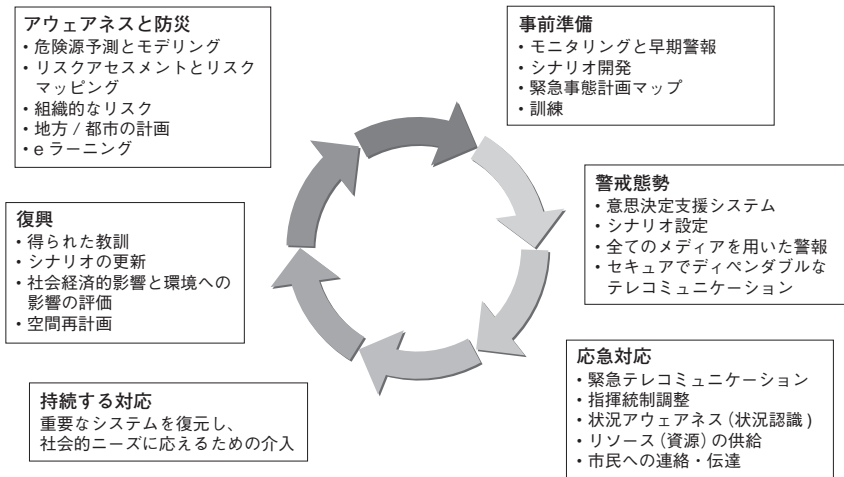 アウェアネスと防災
・危険源予測とモデリング
・リスクアセスメントとリスク
マッピング
・組織的なリスク
・地方 / 都市の計画
・e ラーニング
事前準備
・モニタリングと早期警報
・シナリオ開発
・緊急事態計画マップ
・訓練
警戒態勢
・意思決定支援システム
・シナリオ設定
・全てのメディアを用いた警報
・セキュアでディペンダブルな
テレコミュニケーション
応急対応
・緊急テレコミュニケーション
・指揮統制調整
・状況アウェアネス (状況認識 )
・リソース (資源) の供給
・市民への連絡・伝達
持続する対応
重要なシステムを復元し、
社会的ニーズに応えるための介入
復興
・得られた教訓
・シナリオの更新
・社会経済的影響と環境への
影響の評価
・空間再計画